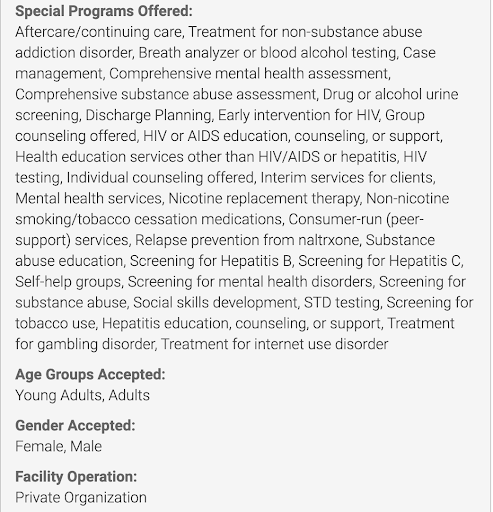 Special Programs Offered:
Aftercare/continuing care, Treatment for non-substance abuse
addiction disorder, Breath analyzer or blood alcohol testing, Case
management, Comprehensive mental health assessment,
Comprehensive substance abuse assessment, Drug or alcohol urine
screening, Discharge Planning, Early intervention for HIV, Group
counseling offered, HIV or AIDS education, counseling, or support,
Health education services other than HIV/AIDS or hepatitis, HIV
testing, Individual counseling offered, Interim services for clients,
Mental health services, Nicotine replacement therapy, Non-nicotine
smoking/tobacco cessation medications, Consumer-run (peer-
support) services, Relapse prevention from naltrxone, Substance
abuse education, Screening for Hepatitis B, Screening for Hepatitis C,
Self-help groups, Screening for mental health disorders, Screening for
substance abuse, Social skills development, STD testing, Screening for
tobacco use, Hepatitis education, counseling, or support, Treatment
for gambling disorder, Treatment for internet use disorder
Age Groups Accepted:
Young Adults, Adults
Gender Accepted:
Female, Male
Facility Operation:
Private Organization